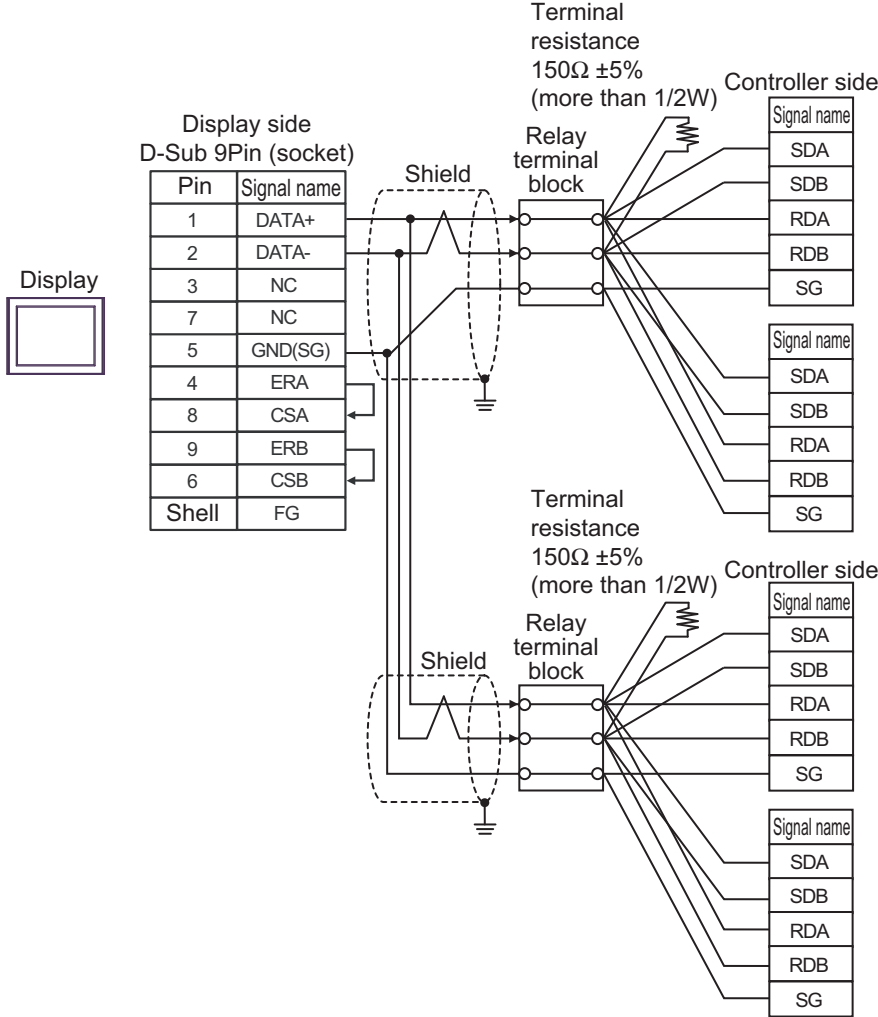 Terminal
resistance
150Ω ±5%
(more than 1/2W)
Controller side
Display side
D-Sub 9Pin (socket)
Shield
Relay
terminal
block
Pin Signal name
1 DATA+
2 DATA-
3 NC
7 NC
5 GND(SG)
4 ERA
8 CSA
9 ERB
6 CSB
Shell FG
Display
Signal name
SDA
SDB
RDA
RDB
SG
Signal name
SDA
SDB
RDA
RDB
SG
Terminal
resistance
150Ω ±5%
(more than 1/2W)
Controller side
Shield
Relay
terminal
block
Signal name
SDA
SDB
RDA
RDB
SG
Signal name
SDA
SDB
RDA
RDB
SG